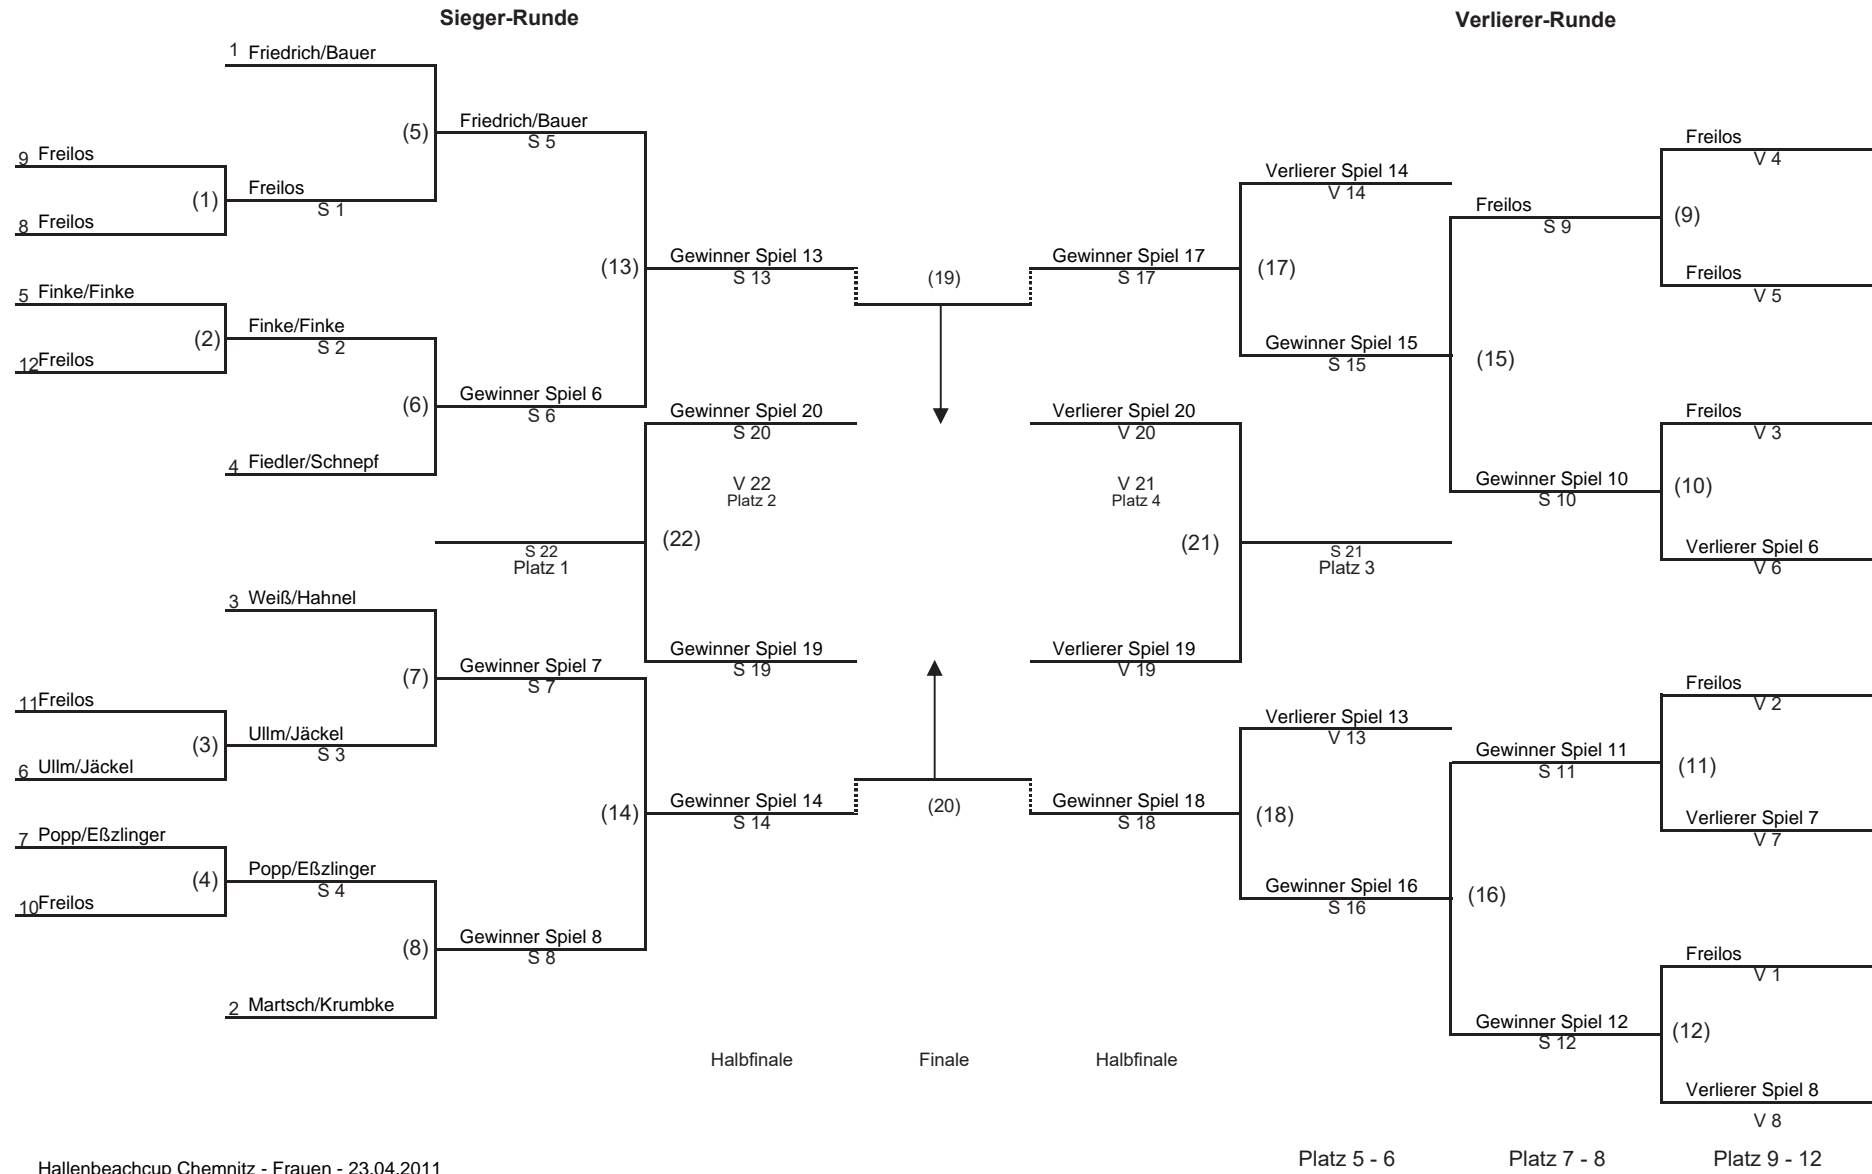 Sieger-Runde
Verlierer-Runde
1 Friedrich/Bauer
(5)
Friedrich/Bauer
S 5
9 Freilos
(1)
Freilos
S 1
8 Freilos
(13)
Gewinner Spiel 13
S 13
5 Finke/Finke
(2)
Finke/Finke
S 2
12 Freilos
(6)
Gewinner Spiel 6
S 6
4 Fiedler/Schnepf
Gewinner Spiel 20
S 20
V 22
Platz 2
(22)
S 22
Platz 1
3 Weiß/Hahnel
(7)
Gewinner Spiel 7
S 7
Gewinner Spiel 19
S 19
11 Freilos
(3)
Ullm/Jäckel
S 3
6 Ullm/Jäckel
(14)
Gewinner Spiel 14
S 14
7 Popp/Eßzlinger
(4)
Popp/Eßzlinger
S 4
10 Freilos
(8)
Gewinner Spiel 8
S 8
2 Martsch/Krumbke
(19)
(20)
Gewinner Spiel 17
S 17
(17)
Verlierer Spiel 14
V 14
Gewinner Spiel 15
S 15
(15)
Freilos
S 9
(9)
Freilos
V 4
Freilos
V 5
Gewinner Spiel 10
S 10
(10)
Freilos
V 3
Verlierer Spiel 6
V 6
Verlierer Spiel 20
V 20
V 21
Platz 4
(21)
S 21
Platz 3
Verlierer Spiel 19
V 19
Gewinner Spiel 18
S 18
(18)
Verlierer Spiel 13
V 13
Gewinner Spiel 16
S 16
(16)
Gewinner Spiel 11
S 11
(11)
Freilos
V 2
Verlierer Spiel 7
V 7
Gewinner Spiel 12
S 12
(12)
Freilos
V 1
Verlierer Spiel 8
V 8
Halbfinale
Finale
Halbfinale
Platz 5 - 6
Platz 7 - 8
Platz 9 - 12
Hallenbeachcup Chemnitz - Frauen - 23.04.2011